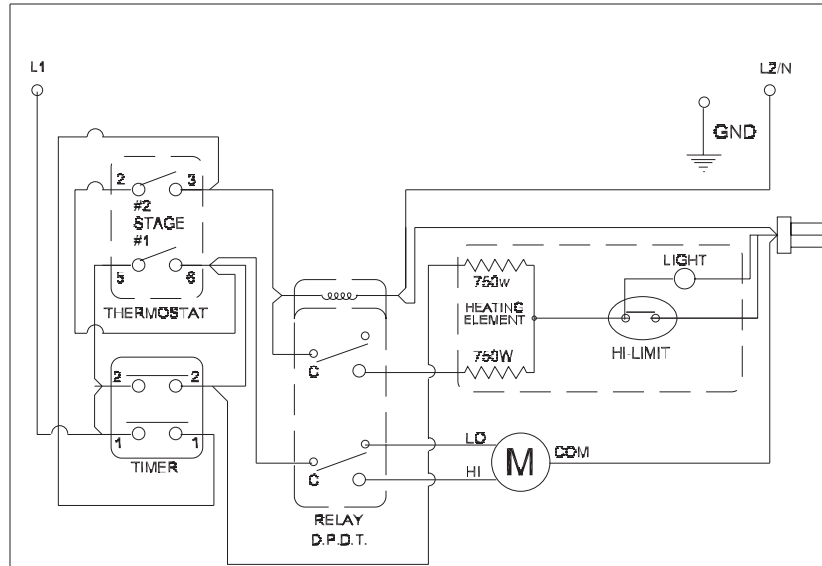 L1
L2/N
GND
2
3
#2
STAGE
#1
5
6
THERMOSTAT
LIGHT
750w
HEATING
ELEMENT
HI-LIMIT
750W
2
2
C
1
1
TIMER
LO
COM
M
HI
C
RELAY
D.P.D.T.